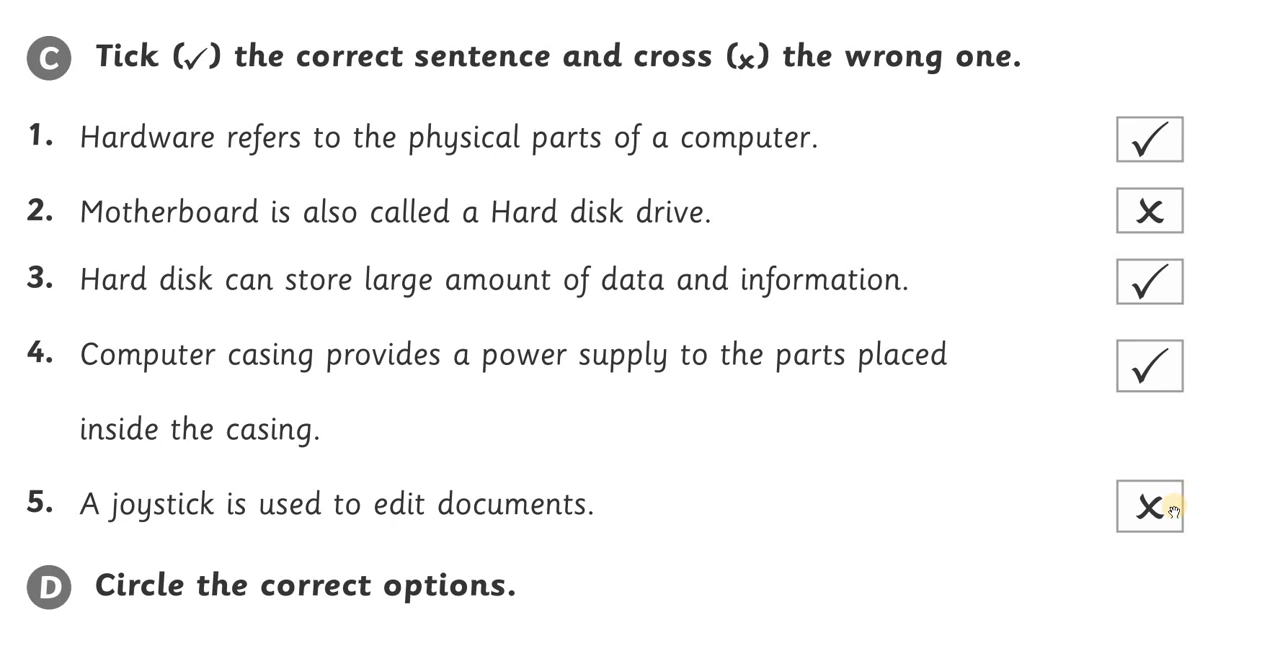 C Tick (✓) the correct sentence and cross (x) the wrong one.
1. Hardware refers to the physical parts of a computer. ✓
2. Motherboard is also called a Hard disk drive. x
3. Hard disk can store large amount of data and information. ✓
4. Computer casing provides a power supply to the parts placed ✓
inside the casing.
5. A joystick is used to edit documents. x
D Circle the correct options.